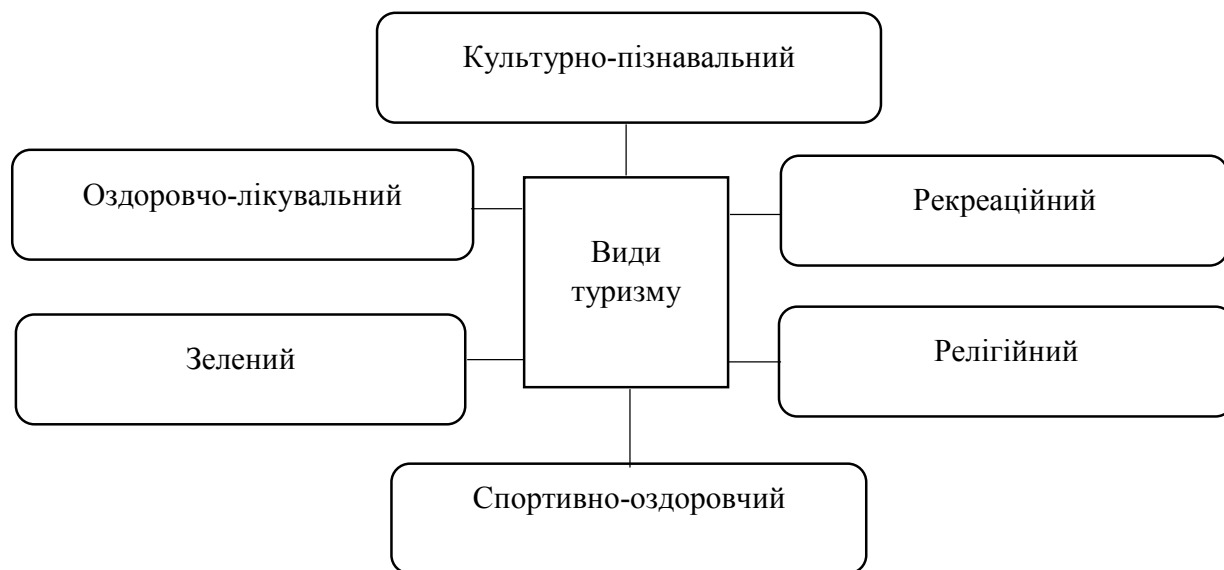 Культурно-пізнавальний
Оздоровчо-лікувальний
Рекреаційний
Види
туризму
Зелений
Релігійний
Спортивно-оздоровчий